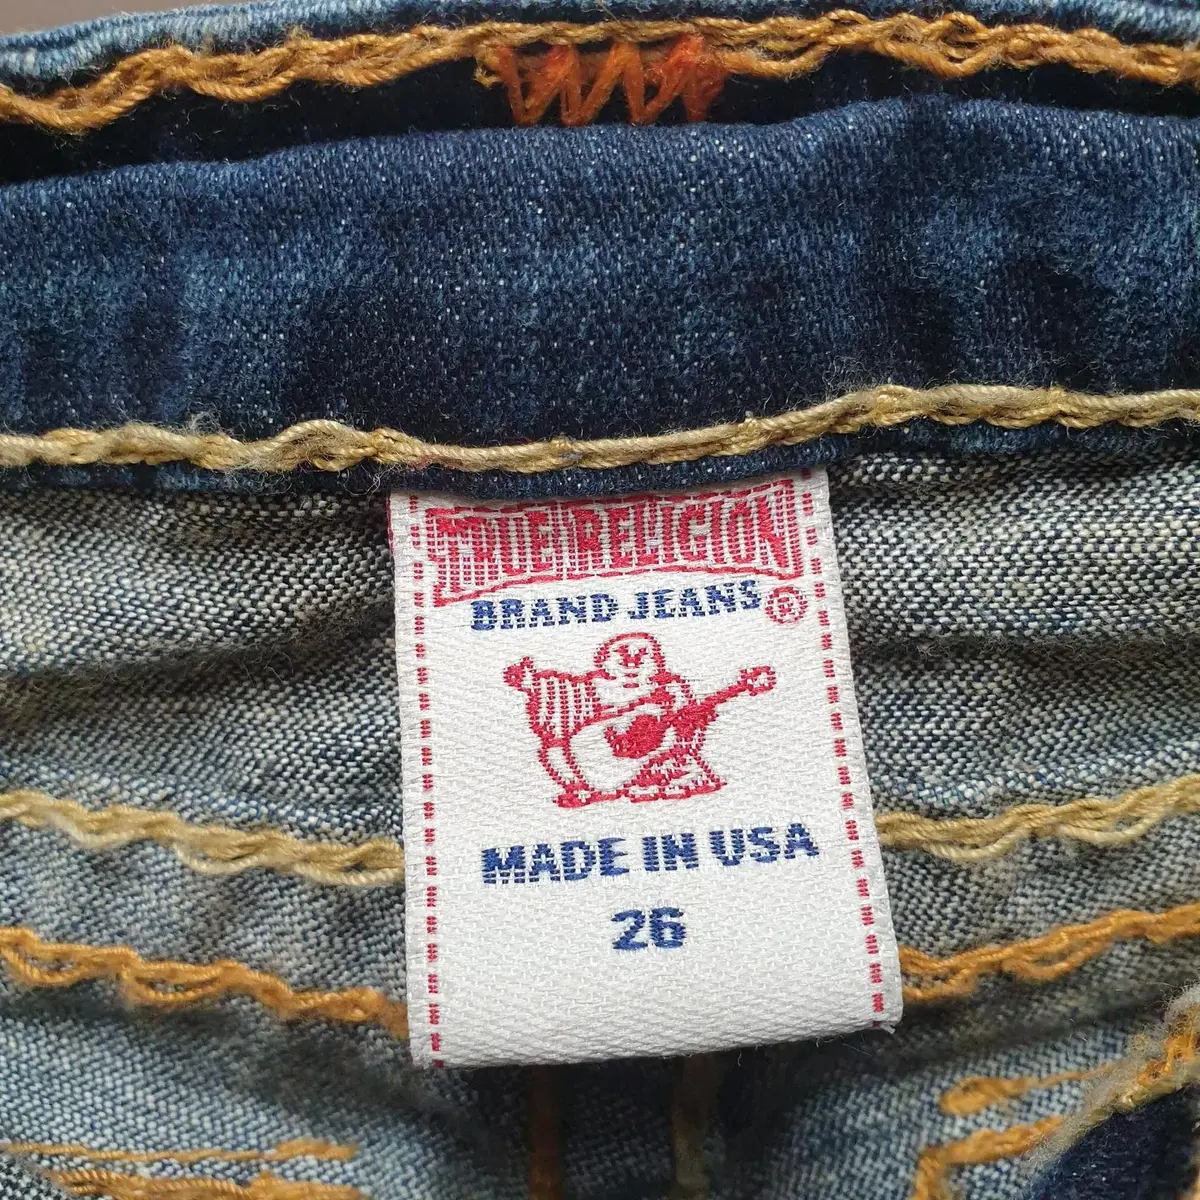 TRUE RELIGION
BRAND JEANS ®
MADE IN USA
26